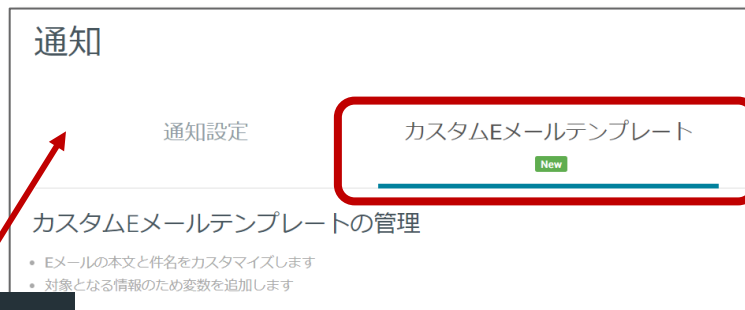 通知
通知設定
カスタムEメールテンプレート
New
カスタムEメールテンプレートの管理
• Eメールの本文と件名をカスタマイズします
• 対象となる情報のため変数を追加します